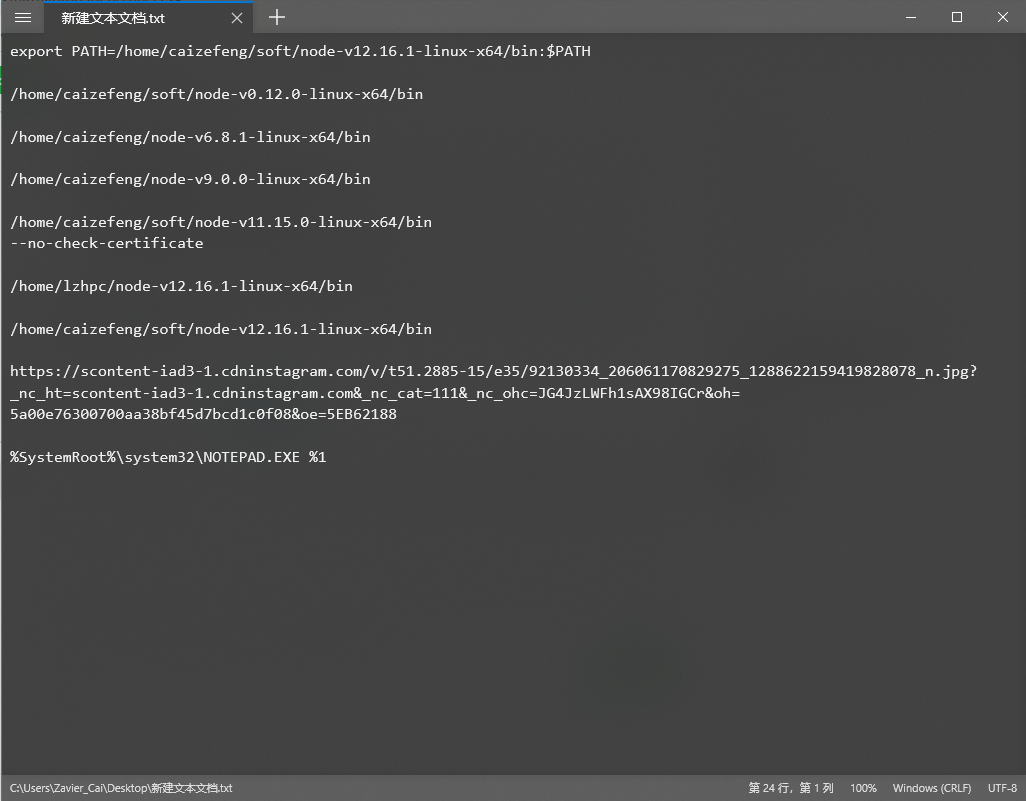 新建文本文档.txt
export PATH=/home/caizefeng/soft/node-v12.16.1-linux-x64/bin:$PATH
/home/caizefeng/soft/node-v0.12.0-linux-x64/bin
/home/caizefeng/node-v6.8.1-linux-x64/bin
/home/caizefeng/node-v9.0.0-linux-x64/bin
/home/caizefeng/soft/node-v11.15.0-linux-x64/bin
--no-check-certificate
/home/lzhpc/node-v12.16.1-linux-x64/bin
/home/caizefeng/soft/node-v12.16.1-linux-x64/bin
https://scontent-iad3-1.cdninstagram.com/v/t51.2885-15/e35/92130334_206061170829275_1288622159419828078_n.jpg?
_nc_ht=scontent-iad3-1.cdninstagram.com&_nc_cat=111&_nc_ohc=JG4JzLWFh1sAX98IGCr&oh=
5a00e76300700aa38bf45d7bcd1c0f08&oe=5EB62188
%SystemRoot%\system32\NOTEPAD.EXE %1
C:\Users\Zavier_Cai\Desktop\新建文本文档.txt 第 24 行，第 1 列 100% Windows (CRLF) UTF-8